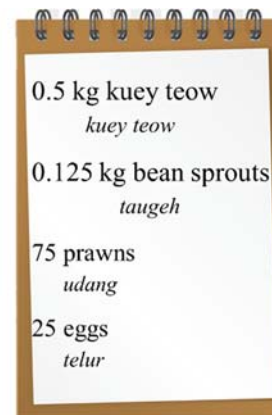 0.5 kg kuey teow
kuey teow
0.125 kg bean sprouts
taugeh
75 prawns
udang
25 eggs
telur